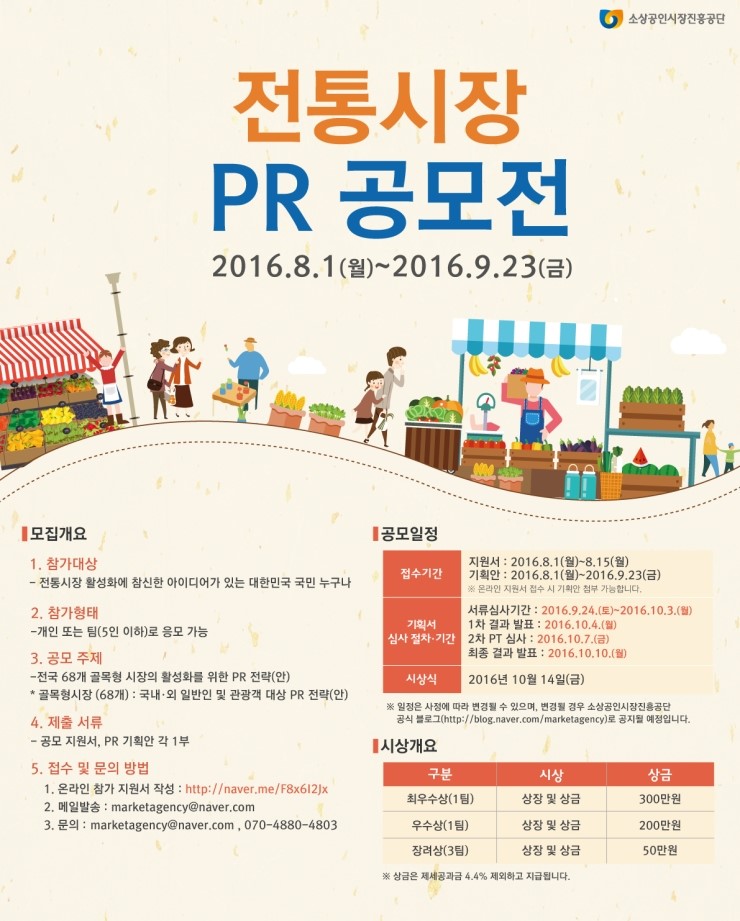 소상공인시장진흥공단
전통시장
PR 공모전
2016.8.1(월)~2016.9.23(금)
모집개요
1. 참가대상
- 전통시장 활성화에 참신한 아이디어가 있는 대한민국 국민 누구나
2. 참가형태
-개인 또는 팀(5인 이하)로 응모 가능
3. 공모 주제
-전국 68개 골목형 시장의 활성화를 위한 PR 전략(안)
* 골목형시장 (68개) : 국내·외 일반인 및 관광객 대상 PR 전략(안)
4. 제출 서류
- 공모 지원서, PR 기획안 각 1부
5. 접수 및 문의 방법
1. 온라인 참가 지원서 작성 : http://naver.me/F8x6I2Jx
2. 메일발송 : marketagency@naver.com
3. 문의 : marketagency@naver.com , 070-4880-4803
공모일정
접수기간
지원서 : 2016.8.1(월)~8.15(월)
기획안 : 2016.8.1(월)~2016.9.23(금)
※ 온라인 지원서 접수 시 기획안 첨부 가능합니다.
기획서
심사 절차·기간
서류심사기간 : 2016.9.24.(토)~2016.10.3.(월)
1차 결과 발표 : 2016.10.4.(월)
2차 PT 심사 : 2016.10.7.(금)
최종 결과 발표 : 2016.10.10.(월)
시상식
2016년 10월 14일(금)
※ 일정은 사정에 따라 변경될 수 있으며, 변경될 경우 소상공인시장진흥공단
공식 블로그(http://blog.naver.com/marketagency)로 공지될 예정입니다.
시상개요
구분 시상 상금
최우수상(1팀) 상장 및 상금 300만원
우수상(1팀) 상장 및 상금 200만원
장려상(3팀) 상장 및 상금 50만원
※ 상금은 제세공과금 4.4% 제외하고 지급됩니다.